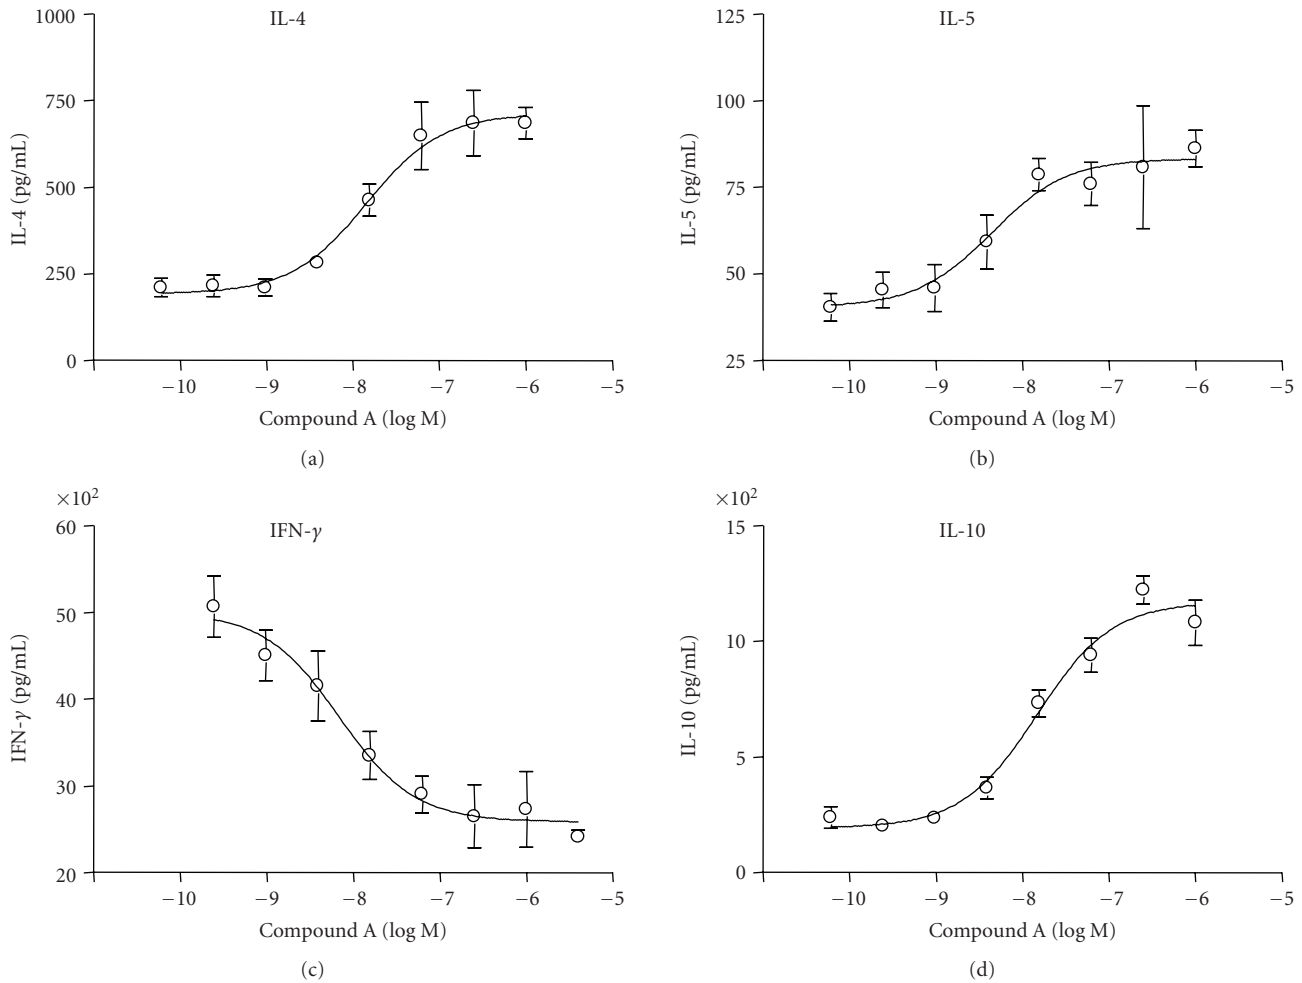 IL-4
1000
750
500
250
0
IL-4 (pg/mL)
−10 −9 −8 −7 −6 −5
Compound A (log M)
(a)
IL-5
125
100
75
50
25
IL-5 (pg/mL)
−10 −9 −8 −7 −6 −5
Compound A (log M)
(b)
×10²
IFN-γ
60
50
40
30
20
IFN-γ (pg/mL)
−10 −9 −8 −7 −6 −5
Compound A (log M)
(c)
×10²
IL-10
15
10
5
0
IL-10 (pg/mL)
−10 −9 −8 −7 −6 −5
Compound A (log M)
(d)